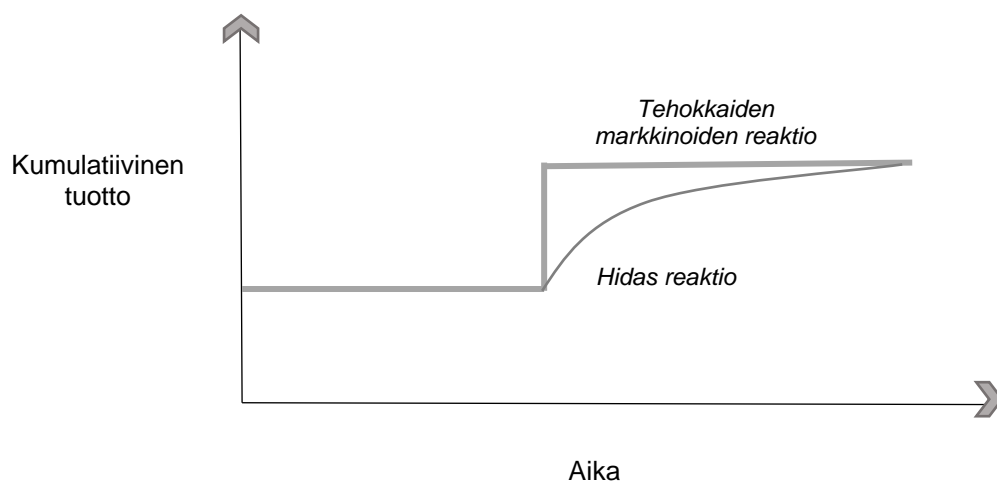 Tehokkaiden
markkinoiden reaktio
Kumulatiivinen
tuotto
Hidas reaktio
Aika